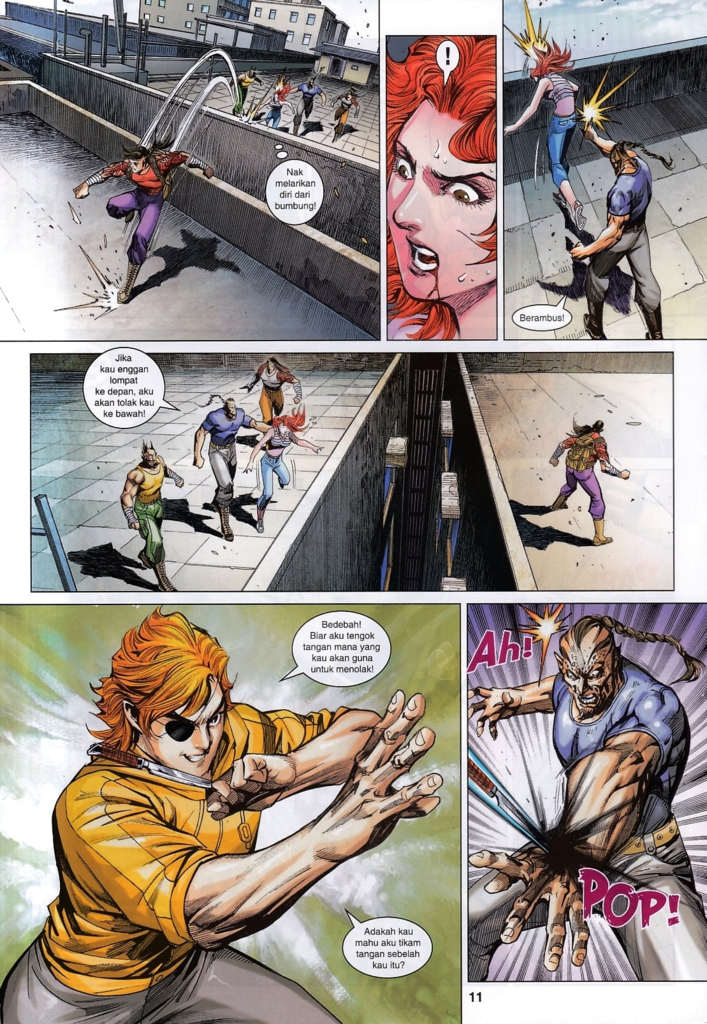 Nak
melarikan
diri dari
bumbung!
!
Berambus!
Jika
kau enggan
lompat
ke depan, aku
akan tolak kau
ke bawah!
Bedebah!
Biar aku tengok
tangan mana yang
kau akan guna
untuk menolak!
Adakah kau
mahu aku tikam
tangan sebelah
kau itu?
Ah!
POP!
11